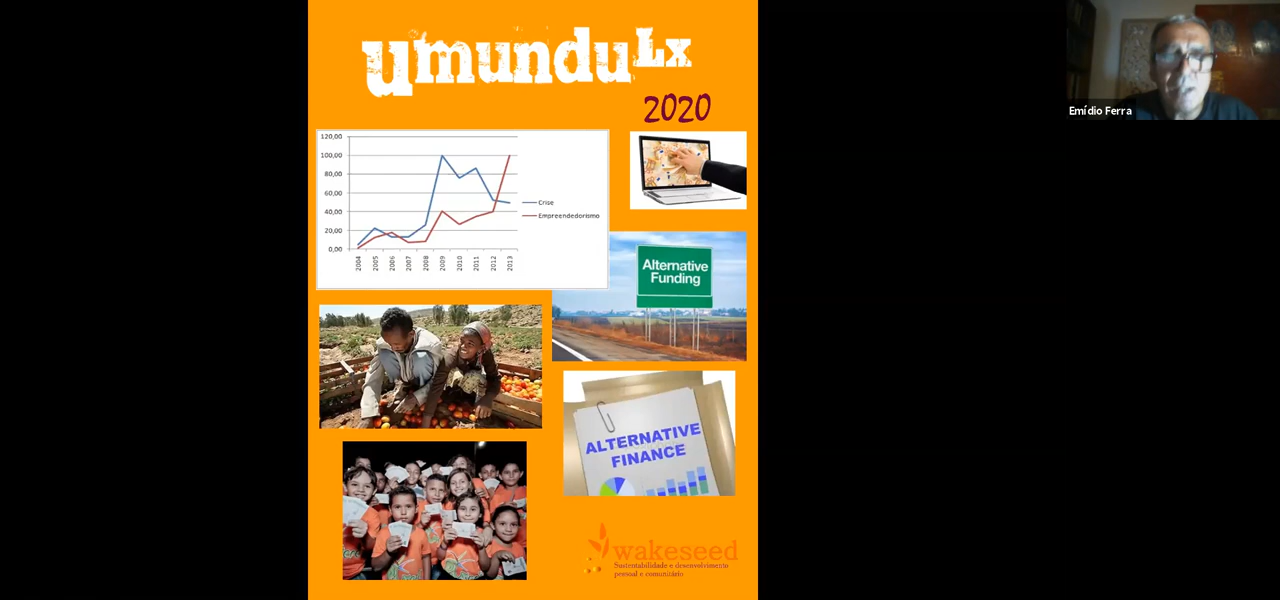 umunduLx
2020
120,00
100,00
80,00
60,00
40,00
20,00
0,00
2004
2005
2006
2007
2008
2009
2010
2011
2012
2013
Crise
Empreendedorismo
Alternative
Funding
ALTERNATIVE
FINANCE
wakeseed
Sustentabilidade e desenvolvimento
pessoal e comunitário
Emídio Ferra